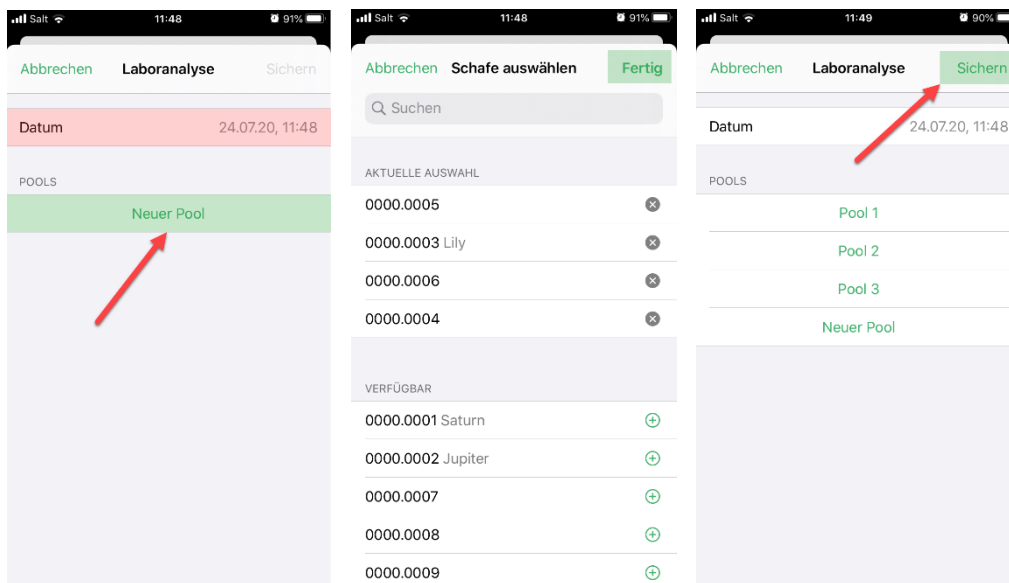 Salt 11:48 91%
Abbrechen Laboranalyse Sichern
Datum 24.07.20, 11:48
POOLS
Neuer Pool
Salt 11:48 91%
Abbrechen Schafe auswählen Fertig
Suchen
AKTUELLE AUSWAHL
0000.0005
0000.0003 Lily
0000.0006
0000.0004
VERFÜGBAR
0000.0001 Saturn
0000.0002 Jupiter
0000.0007
0000.0008
0000.0009
Salt 11:49 90%
Abbrechen Laboranalyse Sichern
Datum 24.07.20, 11:48
POOLS
Pool 1
Pool 2
Pool 3
Neuer Pool